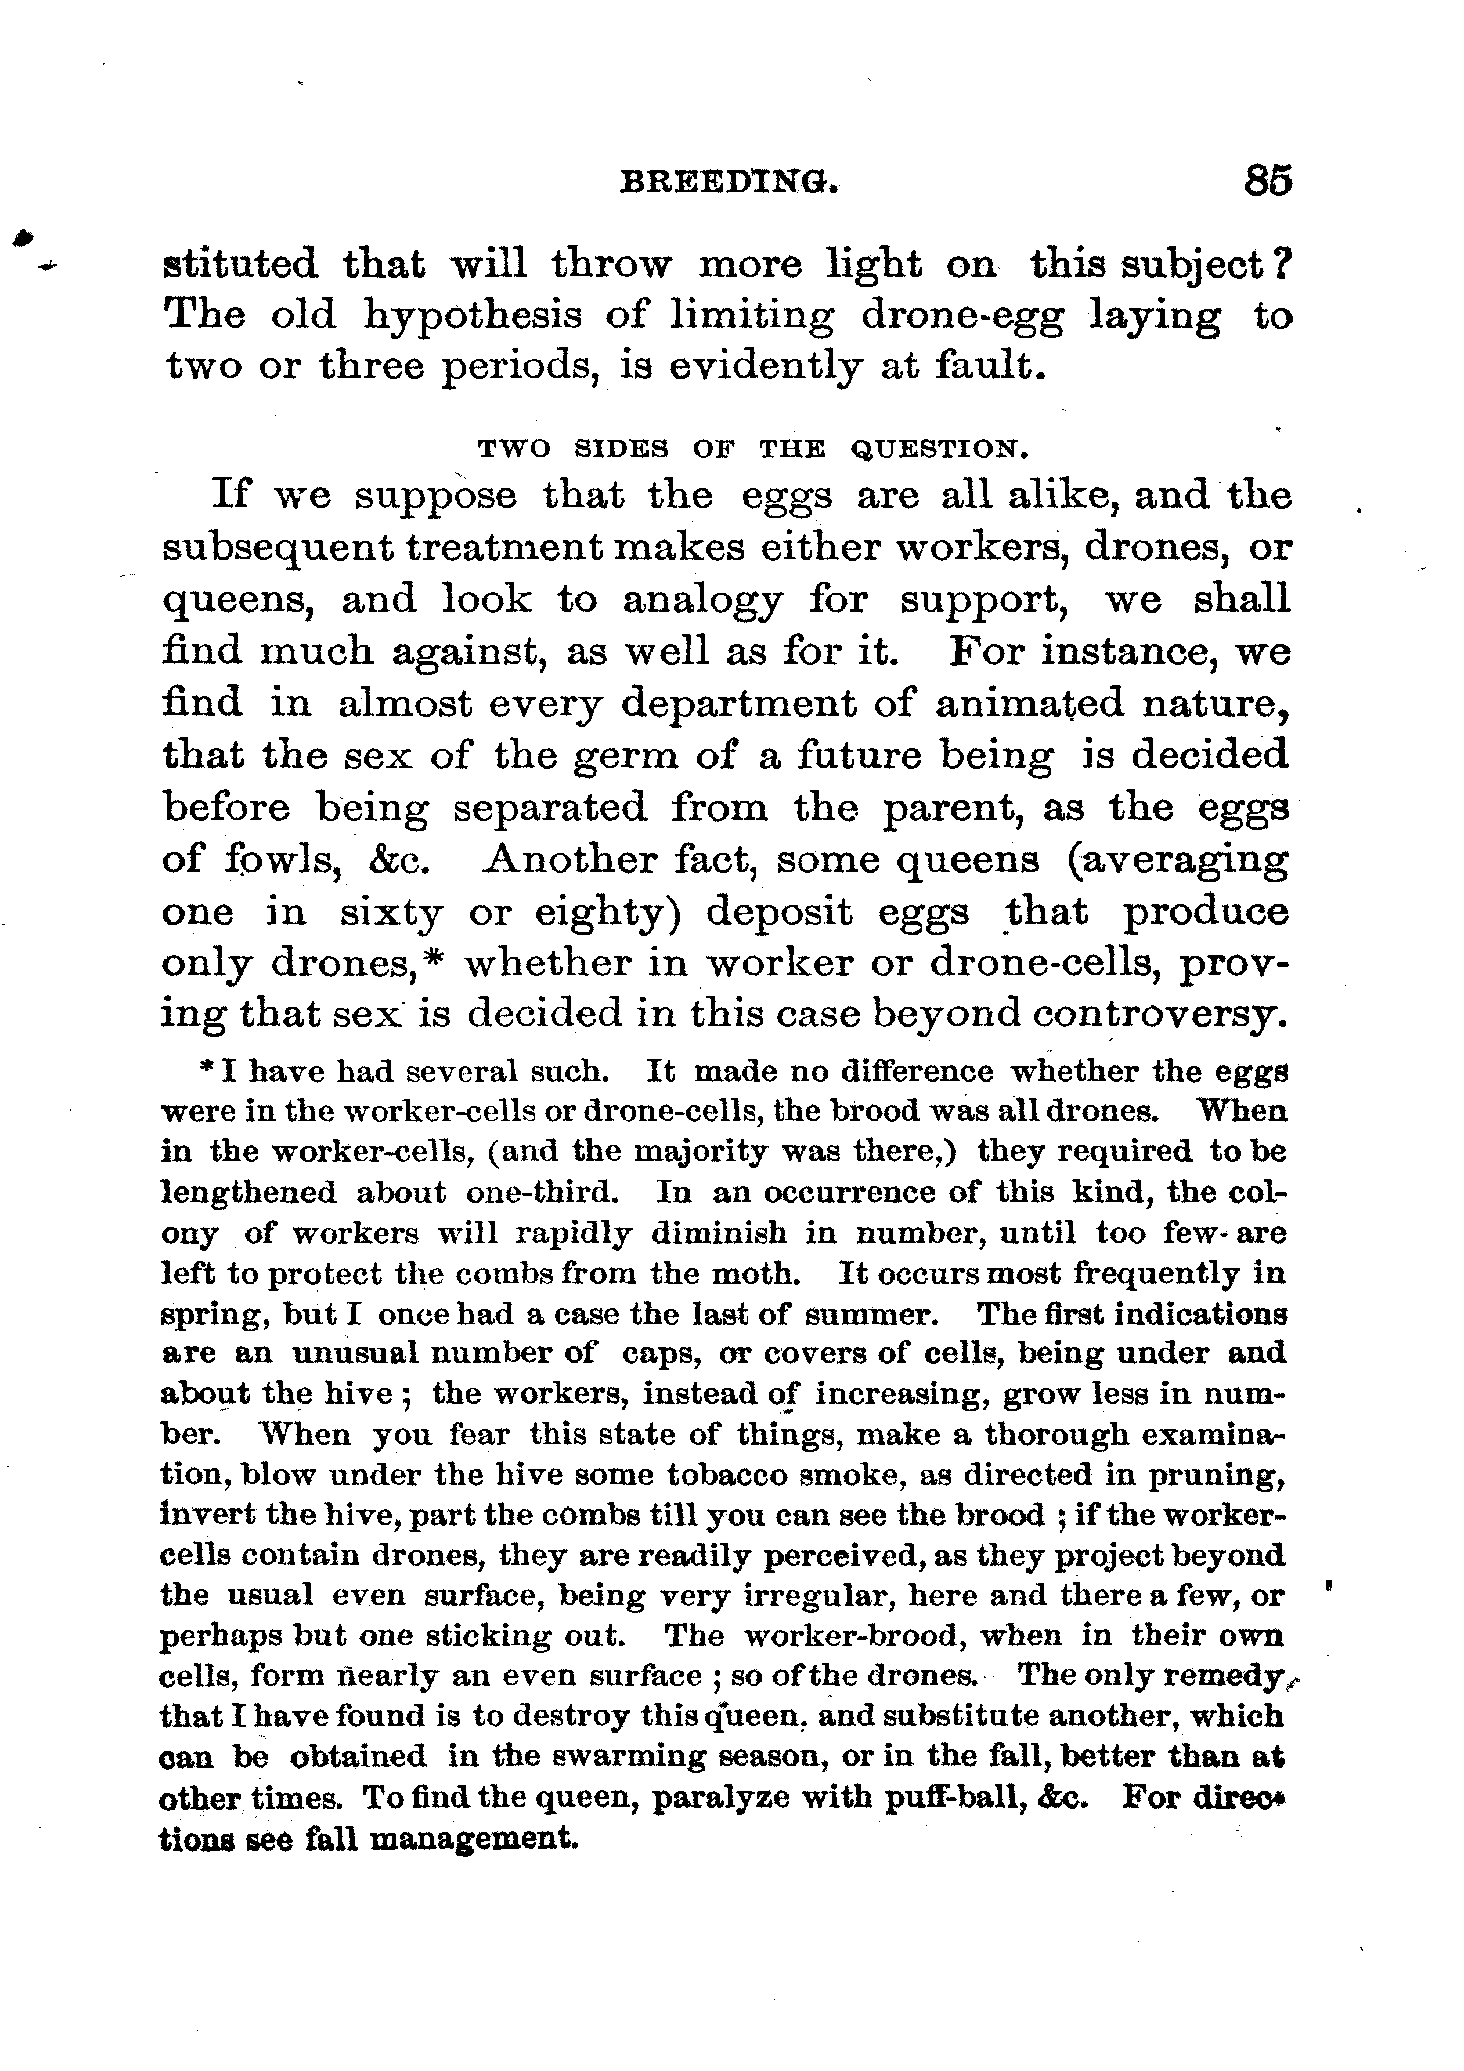 BREEDING. 85
stituted that will throw more light on this subject?
The old hypothesis of limiting drone-egg laying to
two or three periods, is evidently at fault.
TWO SIDES OF THE QUESTION.
If we suppose that the eggs are all alike, and the
subsequent treatment makes either workers, drones, or
queens, and look to analogy for support, we shall
find much against, as well as for it. For instance, we
find in almost every department of animated nature,
that the sex of the germ of a future being is decided
before being separated from the parent, as the eggs
of fowls, &c. Another fact, some queens (averaging
one in sixty or eighty) deposit eggs that produce
only drones,* whether in worker or drone-cells, prov-
ing that sex is decided in this case beyond controversy.
* I have had several such. It made no difference whether the eggs
were in the worker-cells or drone-cells, the brood was all drones. When
in the worker-cells, (and the majority was there,) they required to be
lengthened about one-third. In an occurrence of this kind, the col-
ony of workers will rapidly diminish in number, until too few are
left to protect the combs from the moth. It occurs most frequently in
spring, but I once had a case the last of summer. The first indications
are an unusual number of caps, or covers of cells, being under and
about the hive; the workers, instead of increasing, grow less in num-
ber. When you fear this state of things, make a thorough examina-
tion, blow under the hive some tobacco smoke, as directed in pruning,
invert the hive, part the combs till you can see the brood; if the worker-
cells contain drones, they are readily perceived, as they project beyond
the usual even surface, being very irregular, here and there a few, or
perhaps but one sticking out. The worker-brood, when in their own
cells, form nearly an even surface; so of the drones. The only remedy
that I have found is to destroy this queen, and substitute another, which
can be obtained in the swarming season, or in the fall, better than at
other times. To find the queen, paralyze with puff-ball, &c. For direc-
tions see fall management.